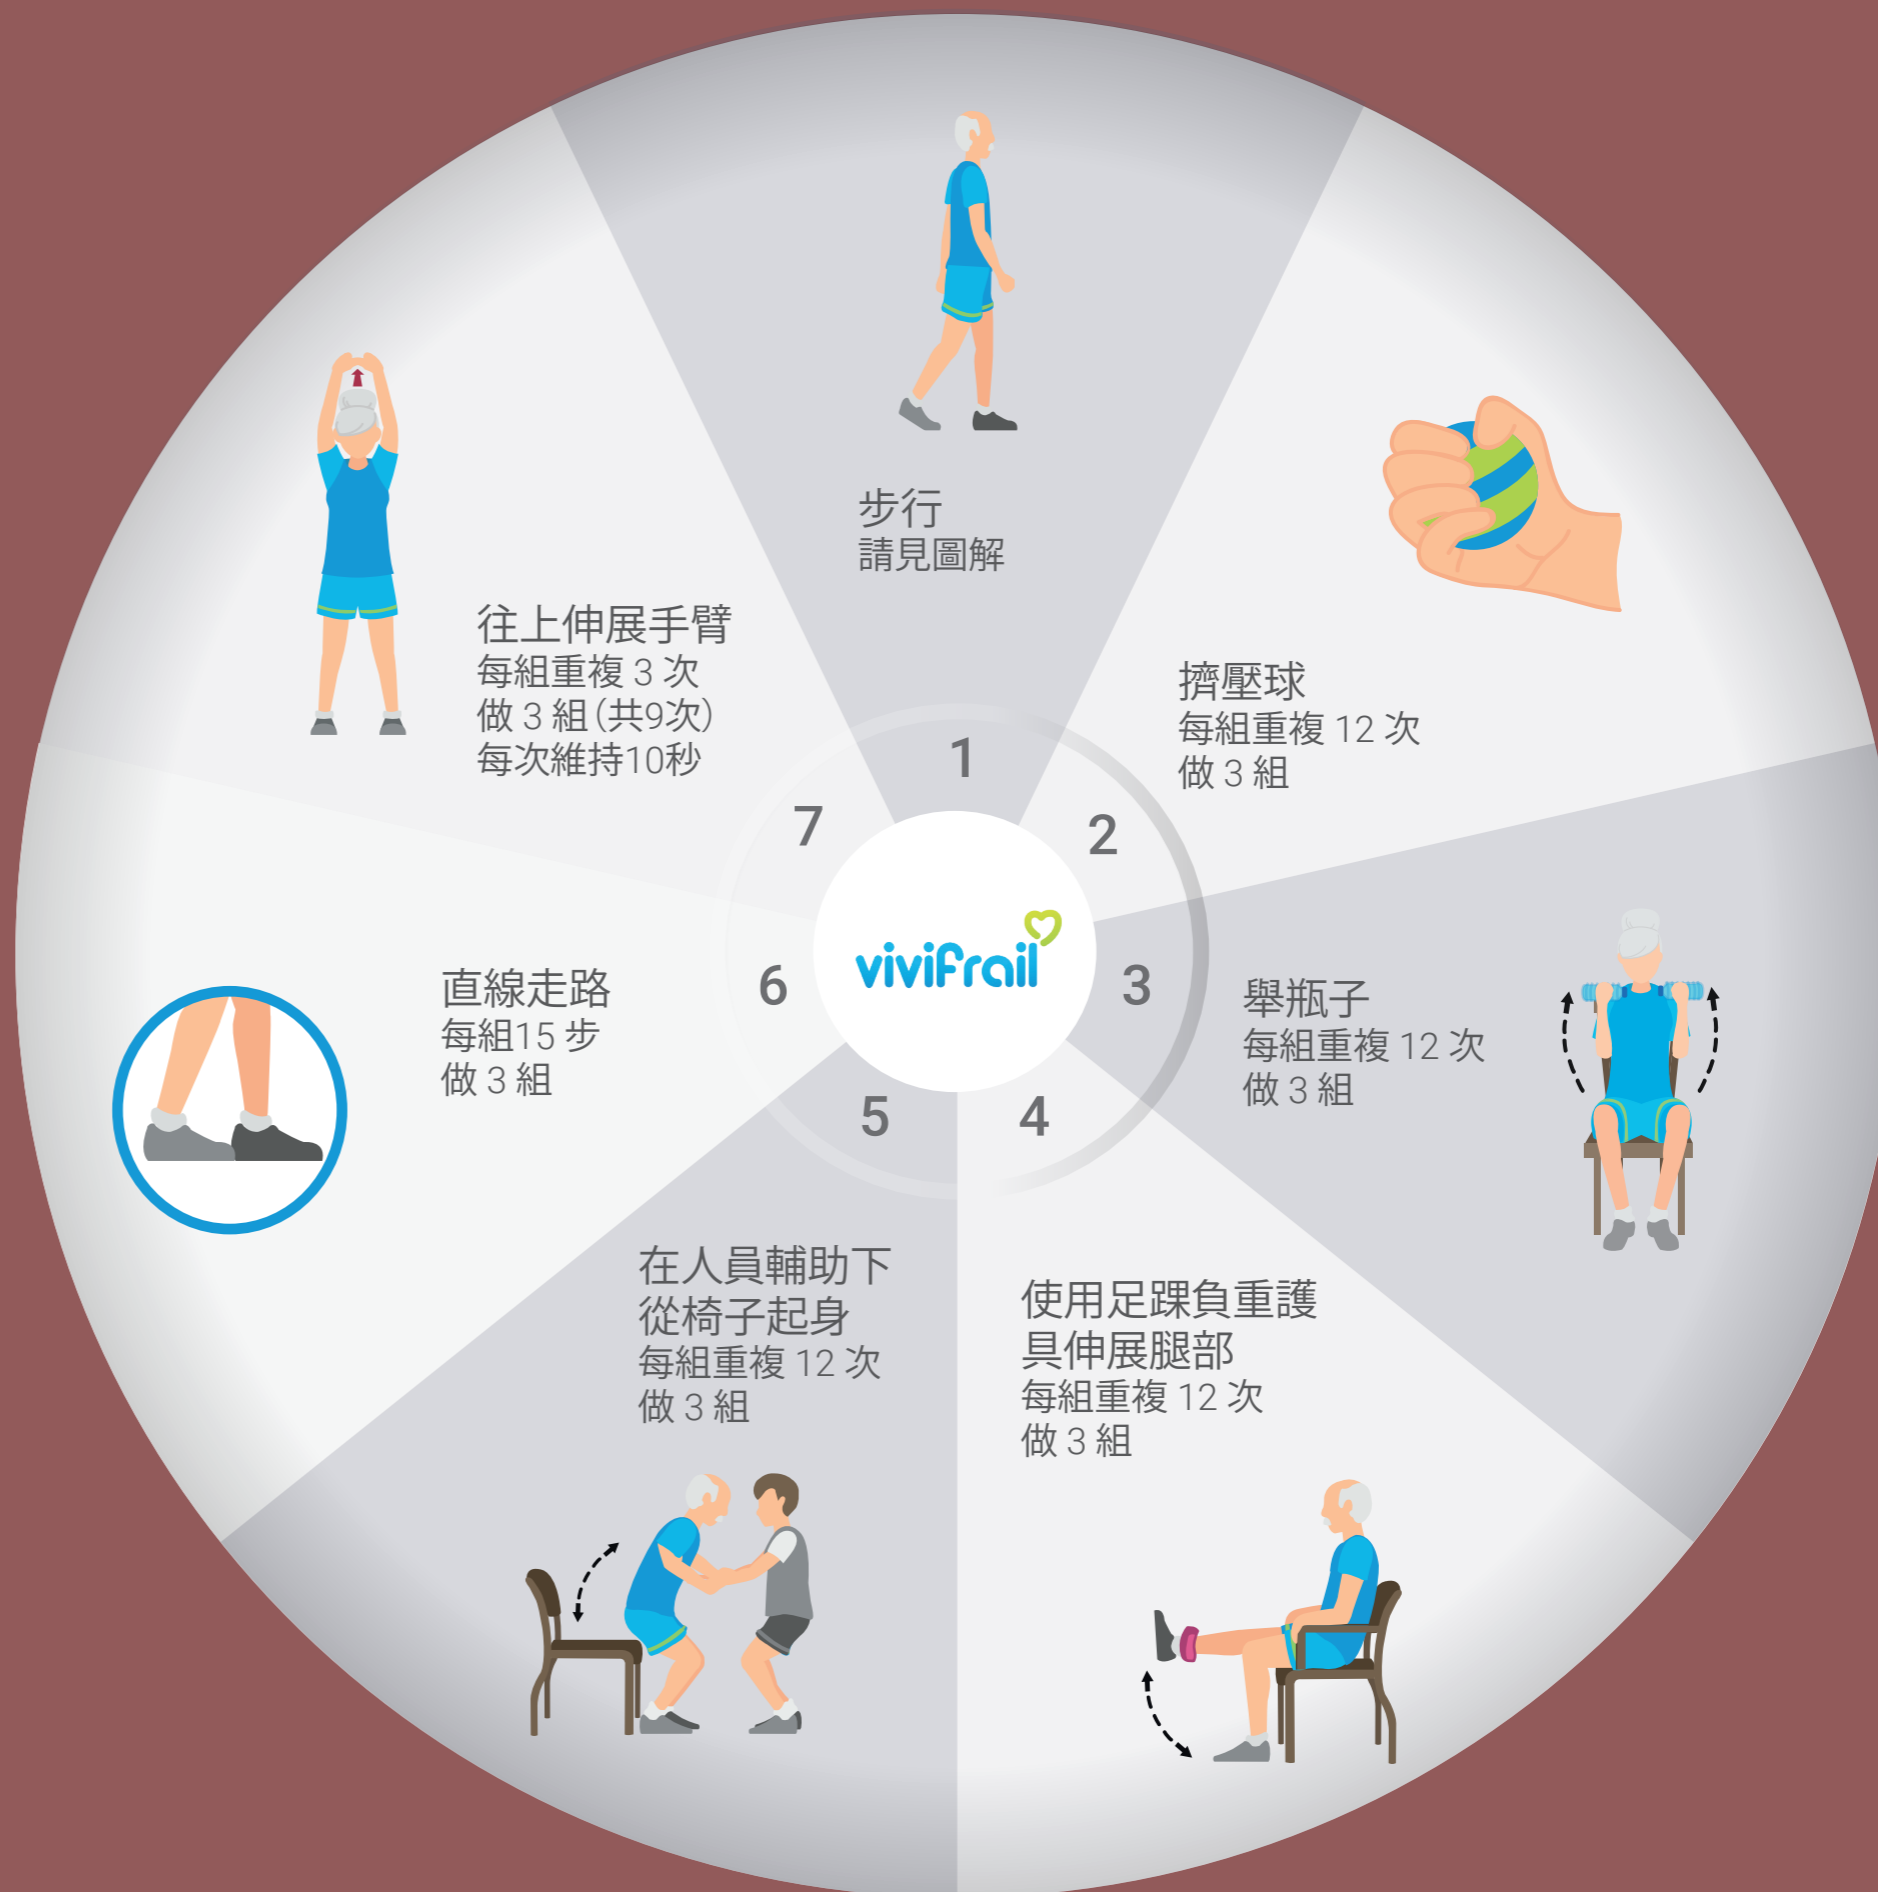 1
步行
請見圖解
2
擠壓球
每組重複 12 次
做 3 組
3
舉瓶子
每組重複 12 次
做 3 組
4
使用足踝負重護
具伸展腿部
每組重複 12 次
做 3 組
5
在人員輔助下
從椅子起身
每組重複 12 次
做 3 組
6
直線走路
每組15 步
做 3 組
7
往上伸展手臂
每組重複 3 次
做 3 組（共9次）
每次維持10秒
vivifrail